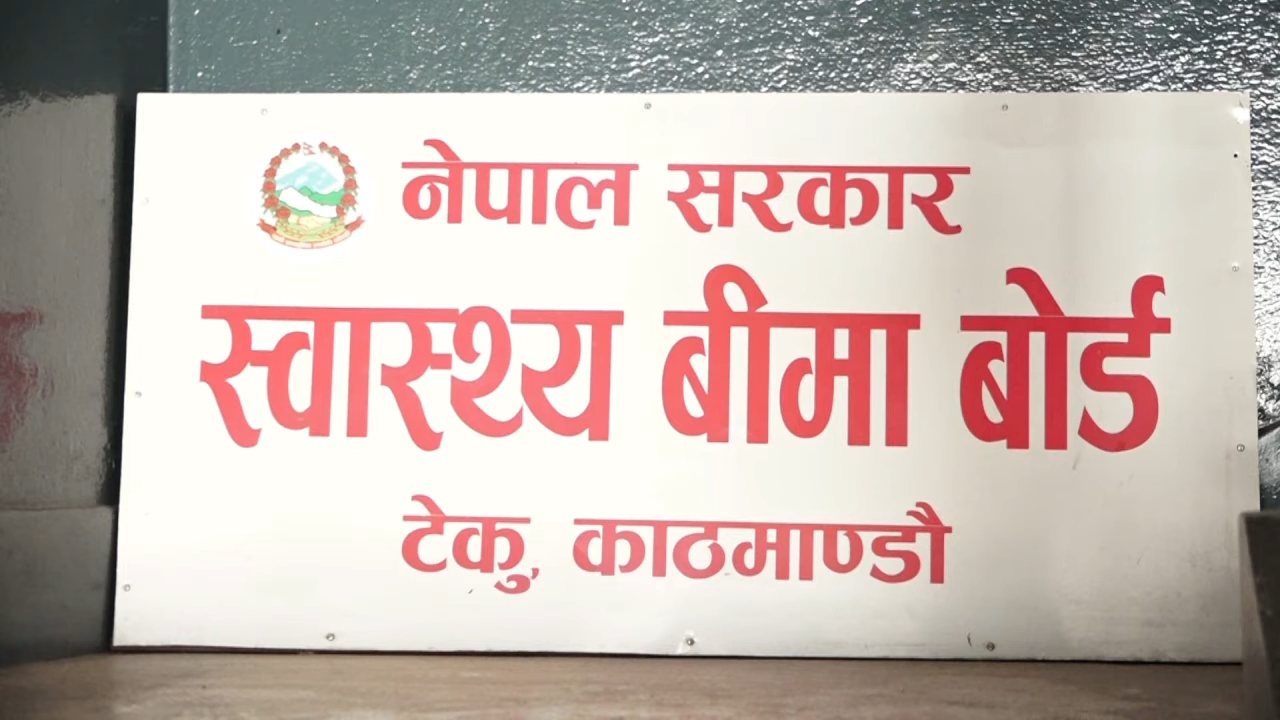 नेपाल सरकार
स्वास्थ्य बीमा बोर्ड
टेकु, काठमाण्डौ